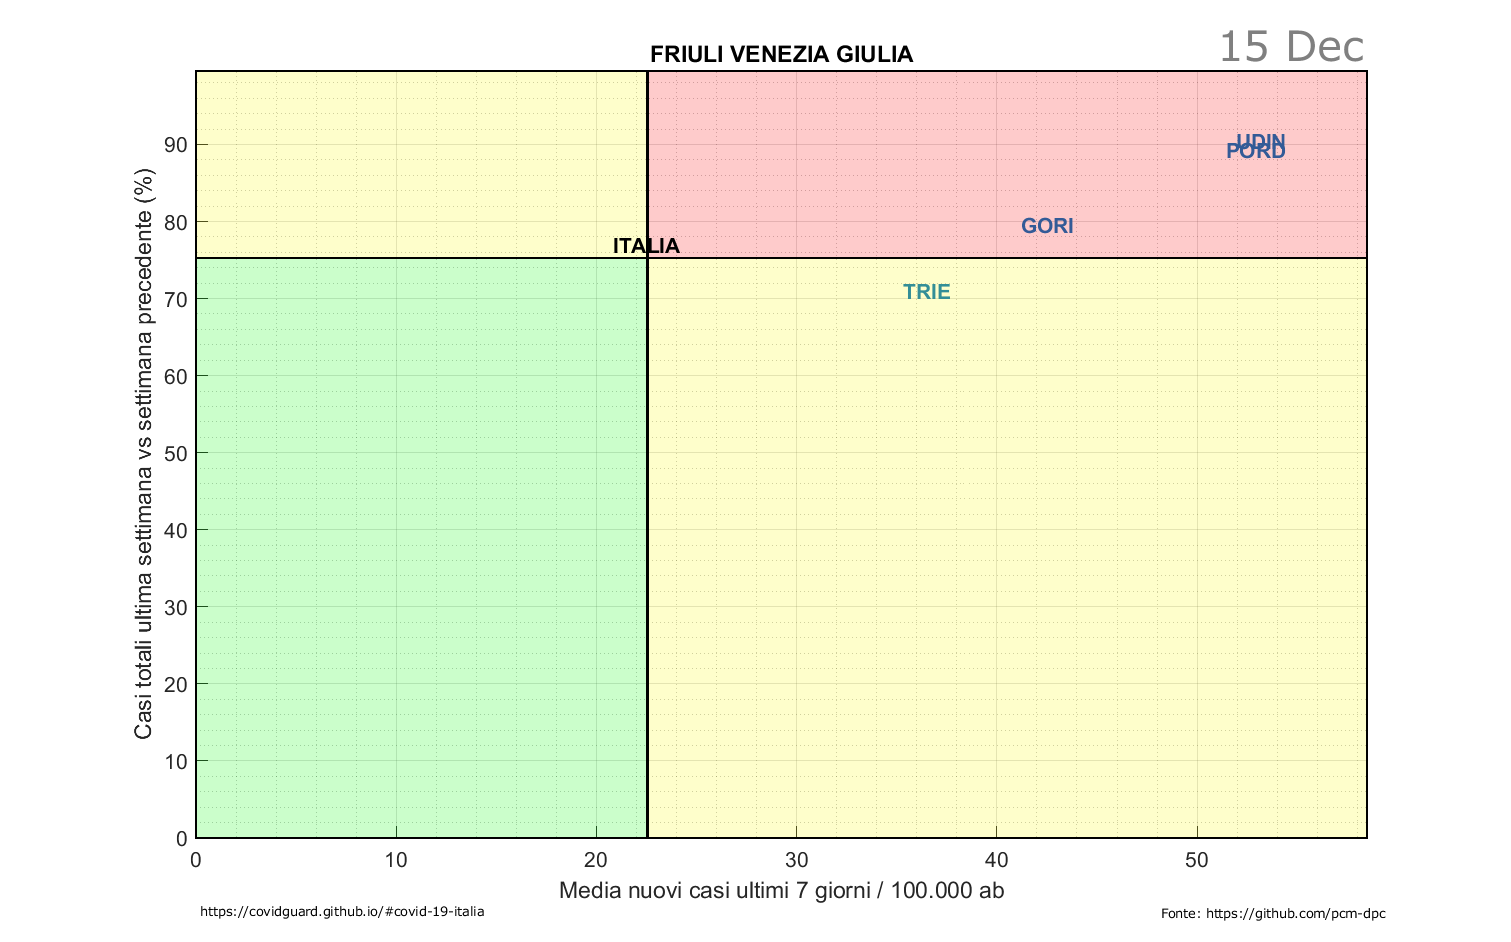 15 Dec
FRIULI VENEZIA GIULIA
Casi totali ultima settimana vs settimana precedente (%)
90
80
70
60
50
40
30
20
10
0
UDIN
PORD
GORI
ITALIA
TRIE
0 10 20 30 40 50
Media nuovi casi ultimi 7 giorni / 100.000 ab
https://covidguard.github.io/#covid-19-italia
Fonte: https://github.com/pcm-dpc